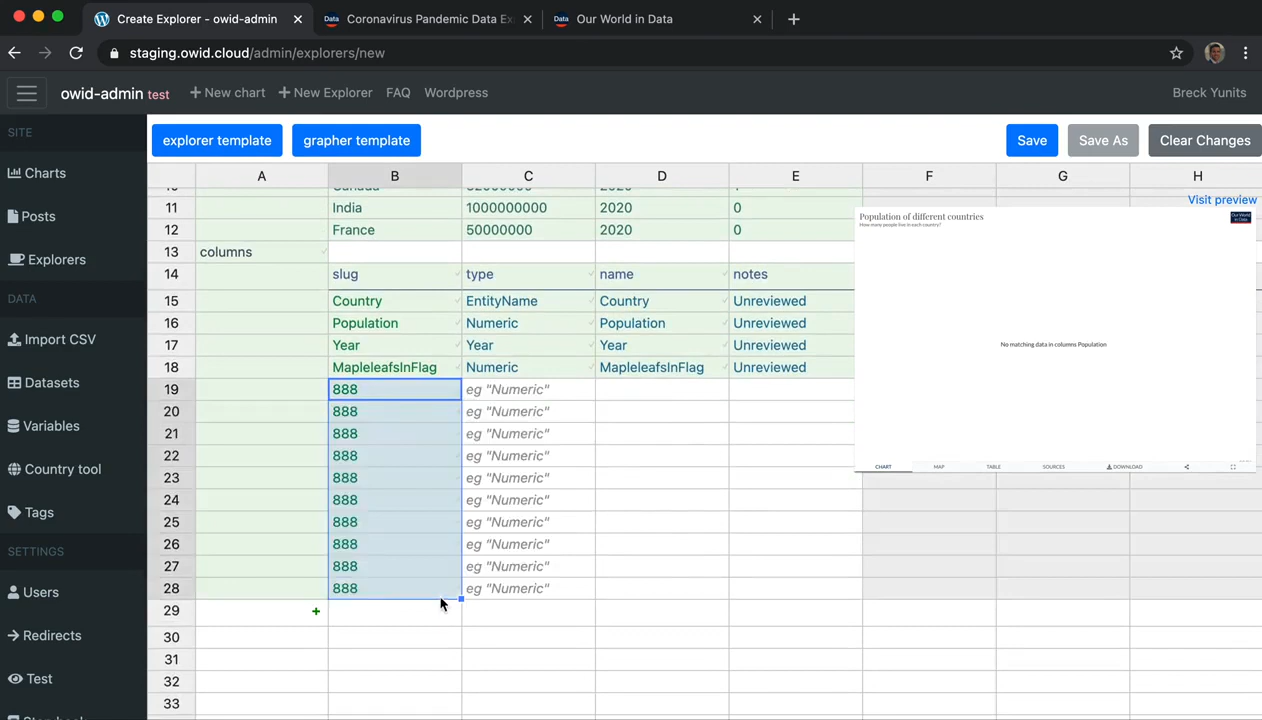 Create Explorer - owid-admin
Coronavirus Pandemic Data Ex
Our World in Data
staging.owid.cloud/admin/explorers/new
owid-admin test
New chart
New Explorer
FAQ
Wordpress
Breck Yunits
SITE
Charts
Posts
Explorers
DATA
Import CSV
Datasets
Variables
Country tool
Tags
SETTINGS
Users
Redirects
Test
explorer template
grapher template
Save
Save As
Clear Changes
A B C D E F G H
11 India 1000000000 2020 0
12 France 50000000 2020 0
13 columns
14 slug type name notes
15 Country EntityName Country Unreviewed
16 Population Numeric Population Unreviewed
17 Year Year Year Unreviewed
18 MapleleafsInFlag Numeric MapleleafsInFlag Unreviewed
19 888 eg "Numeric"
20 888 eg "Numeric"
21 888 eg "Numeric"
22 888 eg "Numeric"
23 888 eg "Numeric"
24 888 eg "Numeric"
25 888 eg "Numeric"
26 888 eg "Numeric"
27 888 eg "Numeric"
28 888 eg "Numeric"
29 +
30
31
32
33
Visit preview
Population of different countries
How many people live in each country?
Our World
in Data
No matching data in columns Population
CHART
MAP
TABLE
SOURCES
DOWNLOAD